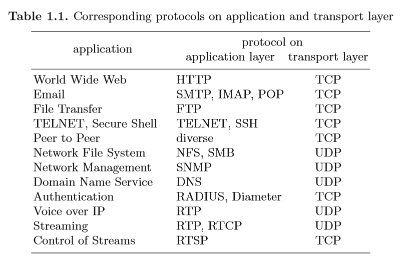 Table 1.1. Corresponding protocols on application and transport layer
application protocol on
application layer transport layer
World Wide Web HTTP TCP
Email SMTP, IMAP, POP TCP
File Transfer FTP TCP
TELNET, Secure Shell TELNET, SSH TCP
Peer to Peer diverse TCP
Network File System NFS, SMB UDP
Network Management SNMP UDP
Domain Name Service DNS UDP
Authentication RADIUS, Diameter TCP
Voice over IP RTP UDP
Streaming RTP, RTCP UDP
Control of Streams RTSP TCP